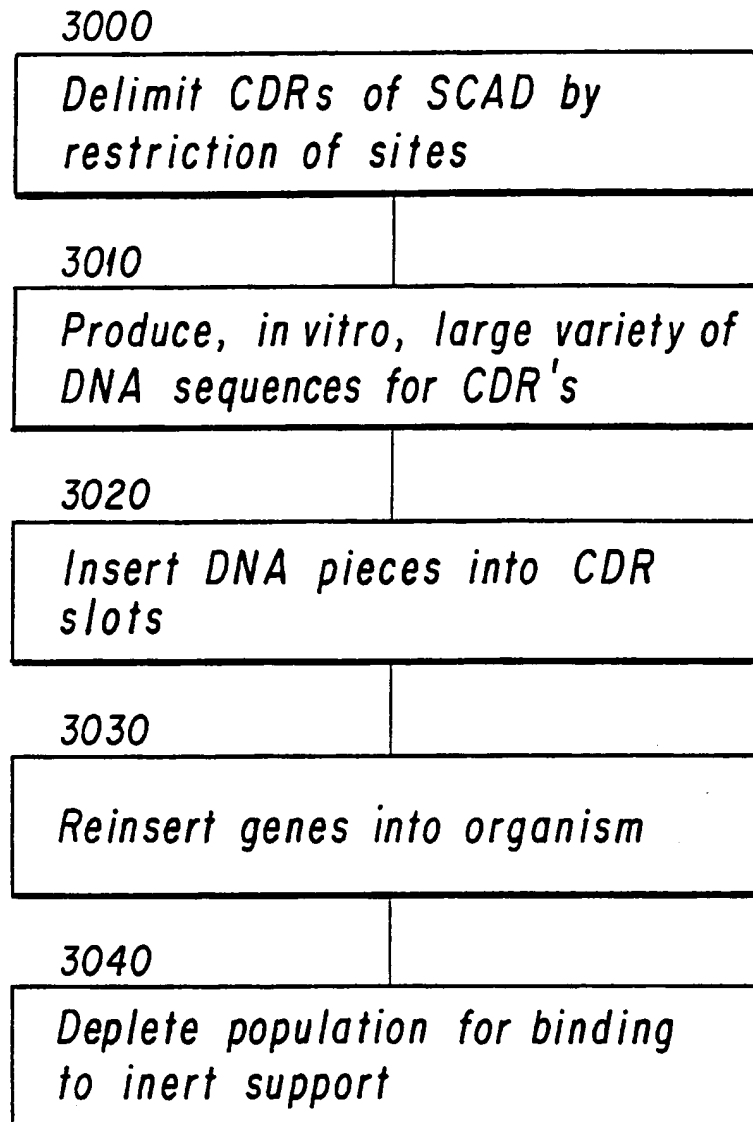 3000
Delimit CDRs of SCAD by
restriction of sites
3010
Produce, in vitro, large variety of
DNA sequences for CDR's
3020
Insert DNA pieces into CDR
slots
3030
Reinsert genes into organism
3040
Deplete population for binding
to inert support